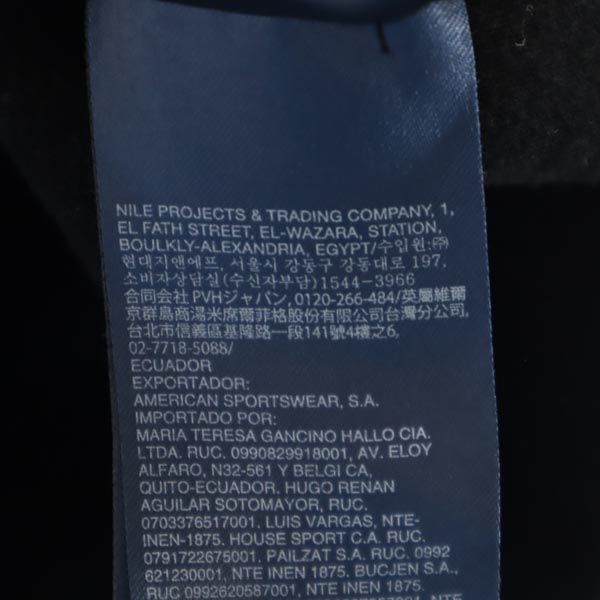 NILE PROJECTS & TRADING COMPANY, 1,
EL FATH STREET, EL-WAZARA, STATION,
BOULKLY-ALEXANDRIA, EGYPT/수입원:㈜
현대지앤에프, 서울시 강동구 강동대로 197,
소비자상담실(수신자부담)1544-3966
合同会社PVHジャパン, 0120-266-484/英屬維爾
京群島商湯米席爾菲格股份有限公司台灣分公司,
台北市信義區基隆路一段141號4樓之6,
02-7718-5088/
ECUADOR
EXPORTADOR:
AMERICAN SPORTSWEAR, S.A.
IMPORTADO POR:
MARIA TERESA GANCINO HALLO CIA.
LTDA. RUC. 0990829918001, AV. ELOY
ALFARO, N32-561 Y BELGI CA,
QUITO-ECUADOR. HUGO RENAN
AGUILAR SOTOMAYOR, RUC:
0703376517001. LUIS VARGAS, NTE-
INEN-1875. HOUSE SPORT C.A. RUC.
0791722675001. PAILZAT S.A. RUC. 0992
621230001, NTE INEN 1875. BUCJEN S.A.
RUC 0992620587001, NTE INEN 1875.